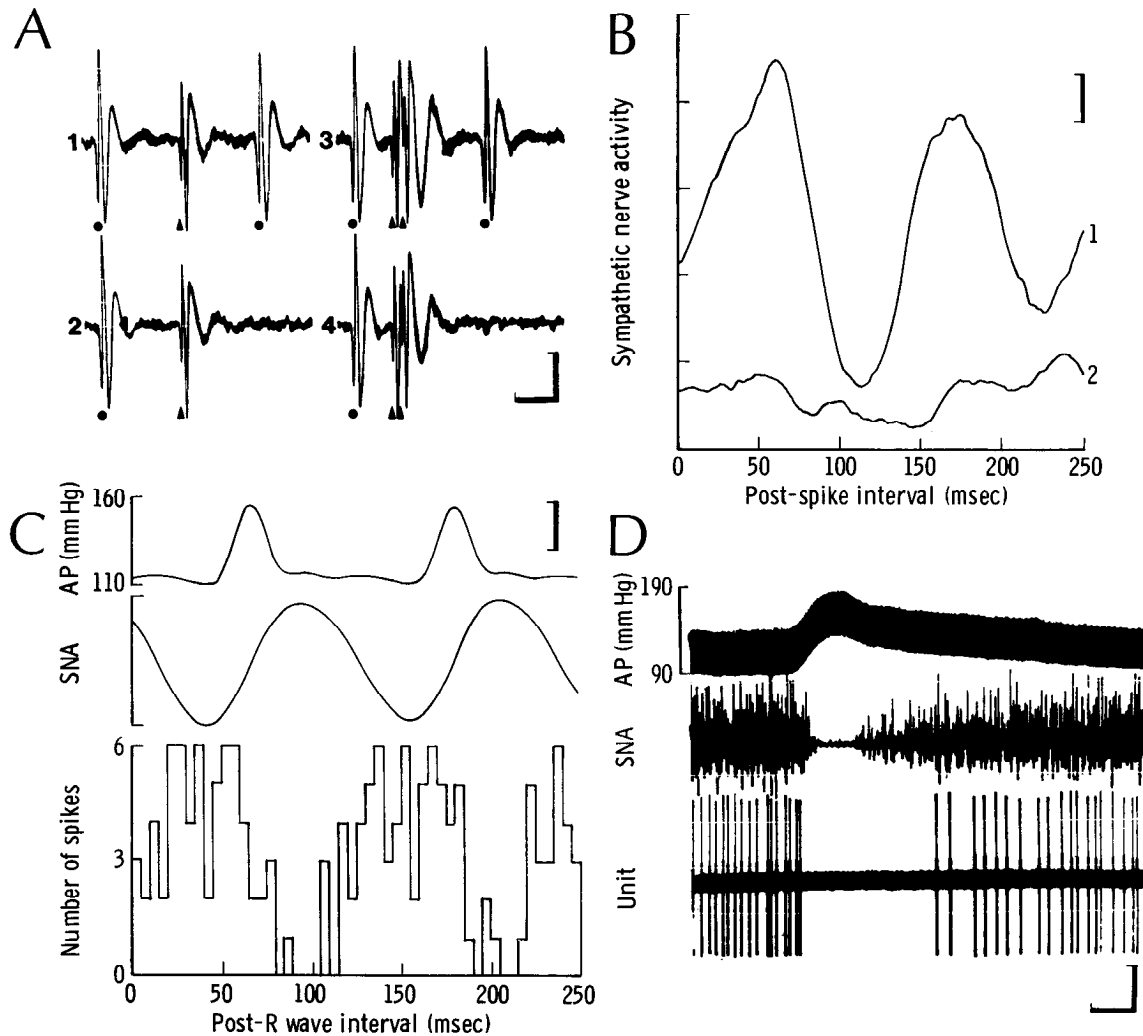 A
1
3
2
4
B
Sympathetic nerve activity
1
2
0 50 100 150 200 250
Post-spike interval (msec)
C
AP (mmHg)
160
110
SNA
Number of spikes
6
3
0
0 50 100 150 200 250
Post-R wave interval (msec)
D
AP (mmHg)
190
90
SNA
Unit